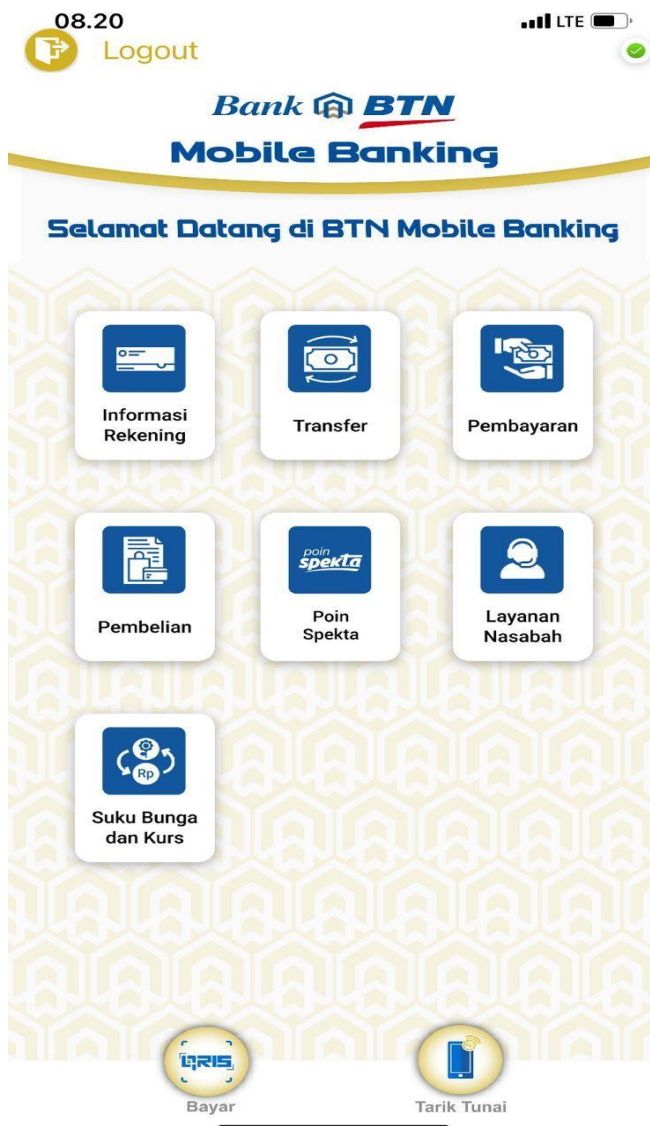 08.20
LTE
Logout
Bank BTN
Mobile Banking
Selamat Datang di BTN Mobile Banking
Informasi
Rekening
Transfer
Pembayaran
Pembelian
poin
spekta
Poin
Spekta
Layanan
Nasabah
Rp
Suku Bunga
dan Kurs
QRIS
Bayar
Tarik Tunai